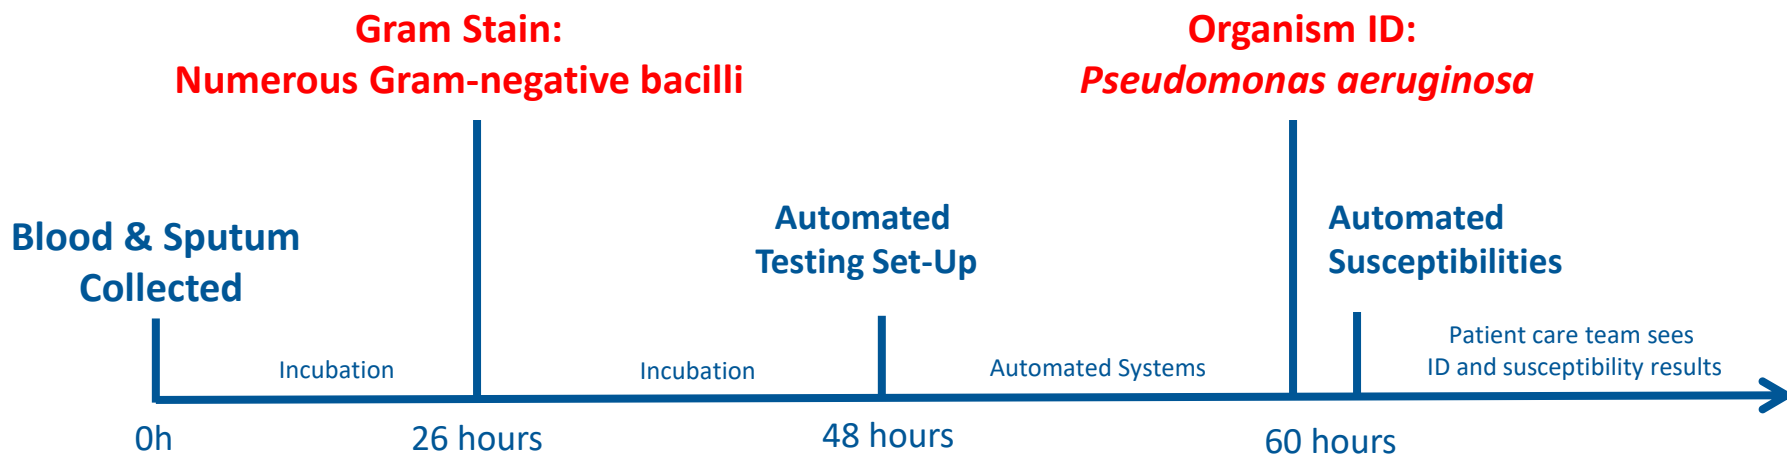 Gram Stain:
Numerous Gram-negative bacilli
Organism ID:
Pseudomonas aeruginosa
Blood & Sputum
Collected
Automated
Testing Set-Up
Automated
Susceptibilities
Incubation
Incubation
Automated Systems
Patient care team sees
ID and susceptibility results
0h
26 hours
48 hours
60 hours